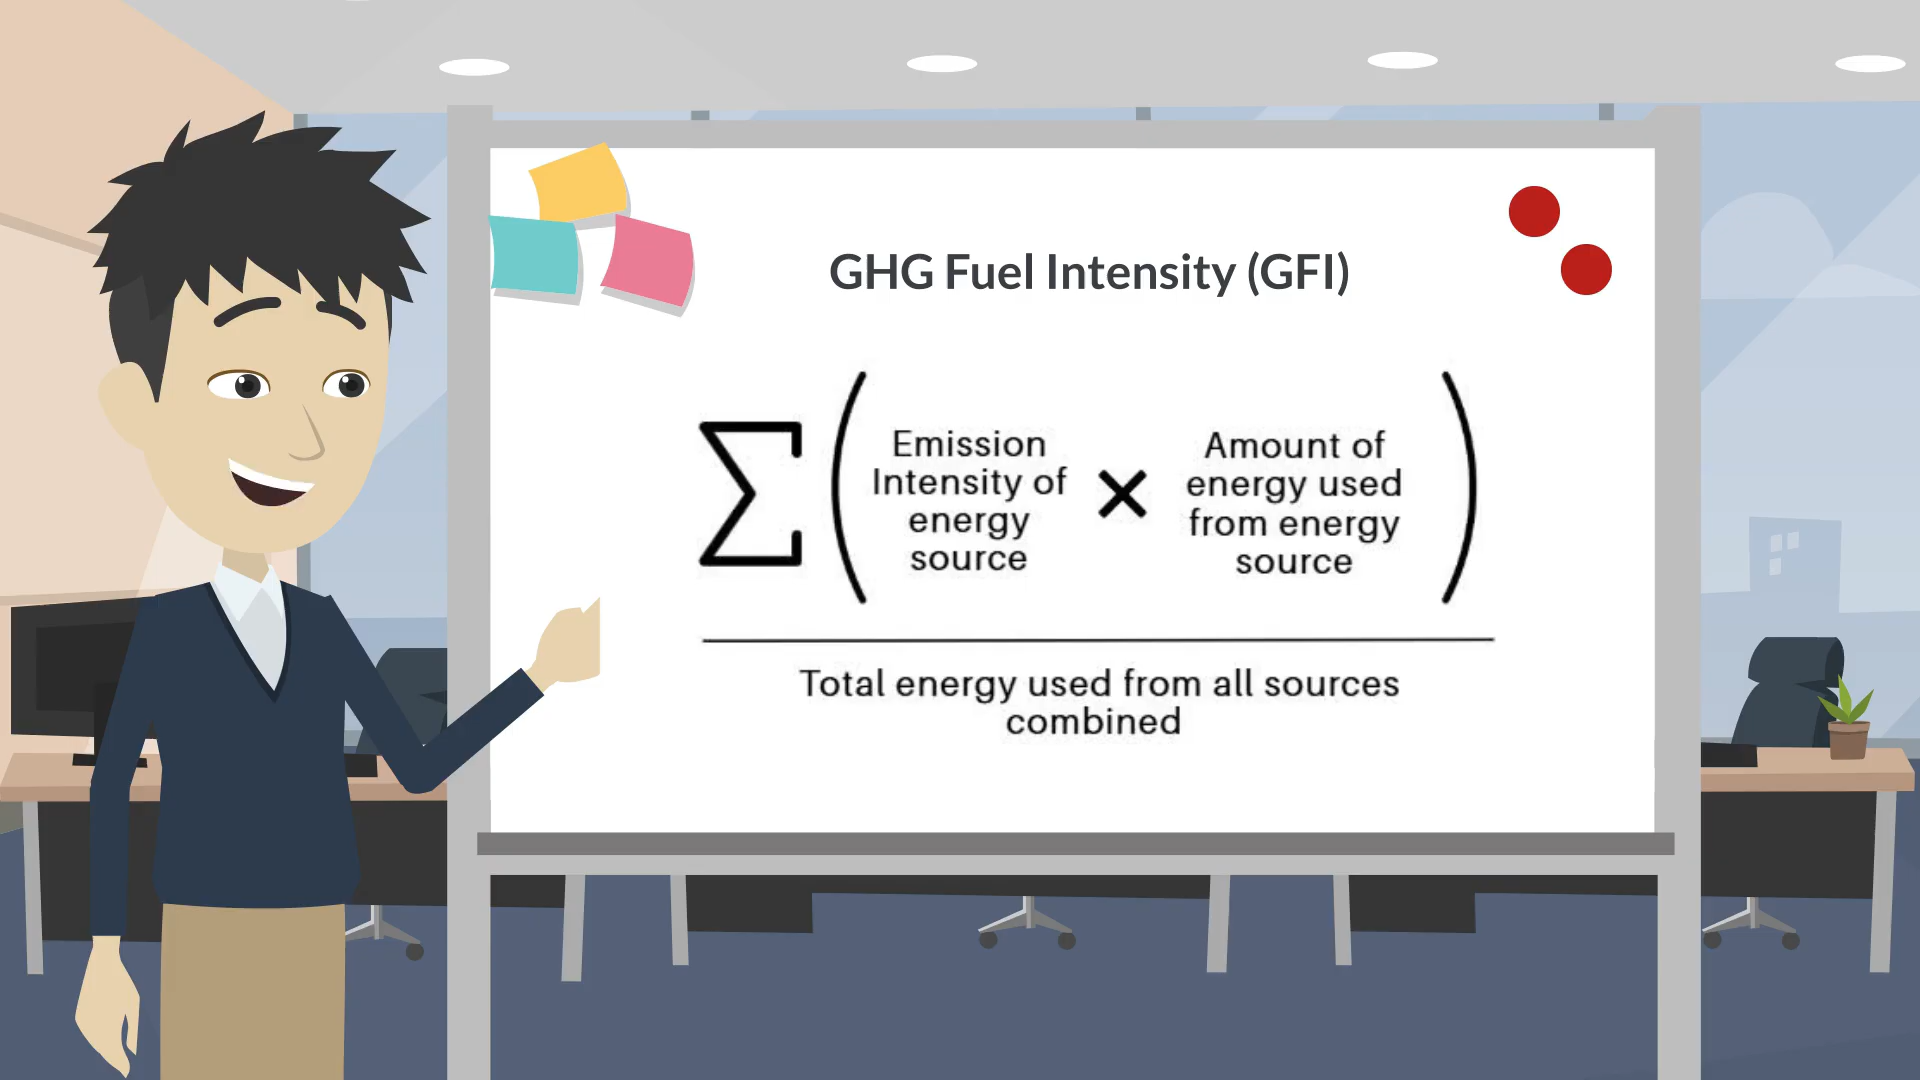 GHG Fuel Intensity (GFI)
∑ ( Emission Intensity of energy source × Amount of energy used from energy source )
Total energy used from all sources
combined